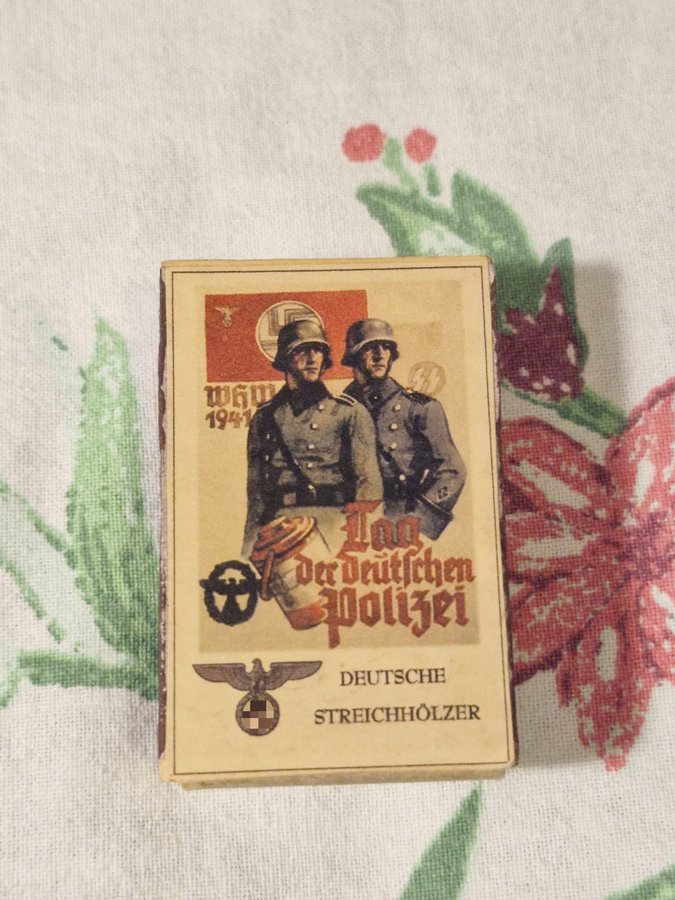 WHW
1941
Tag
der deutschen
Polizei
DEUTSCHE
STREICHHÖLZER